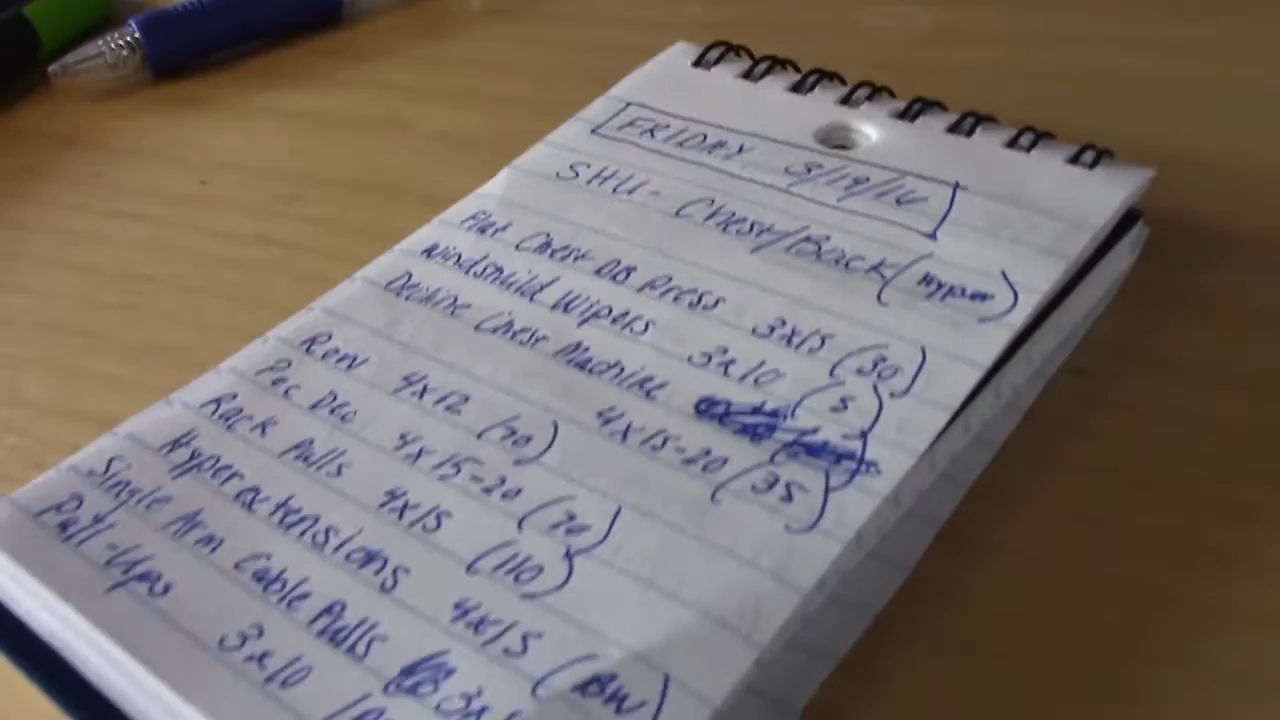 FRIDAY 3/19/14
SHU- Chest/Back (Hyper)
Flat Chest DB Press 3x15 (30)
Windshild Wipers 3x10 (5)
Decline Chest Machine 4x15-20 (35)
Row 4x12 (70)
Pec Dec 4x15-20 (70)
Rack Pulls 4x15 (110)
Hyperextensions 4x15 (BW)
Single Arm Cable Pulls
Pull-Ups 3x10